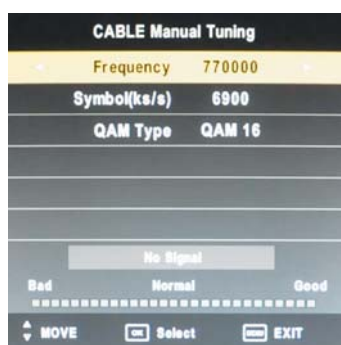 CABLE Manual Tuning
Frequency 770000
Symbol(ks/s) 6900
QAM Type QAM 16
No Signal
Bad Normal Good
MOVE OK Select MENU EXIT